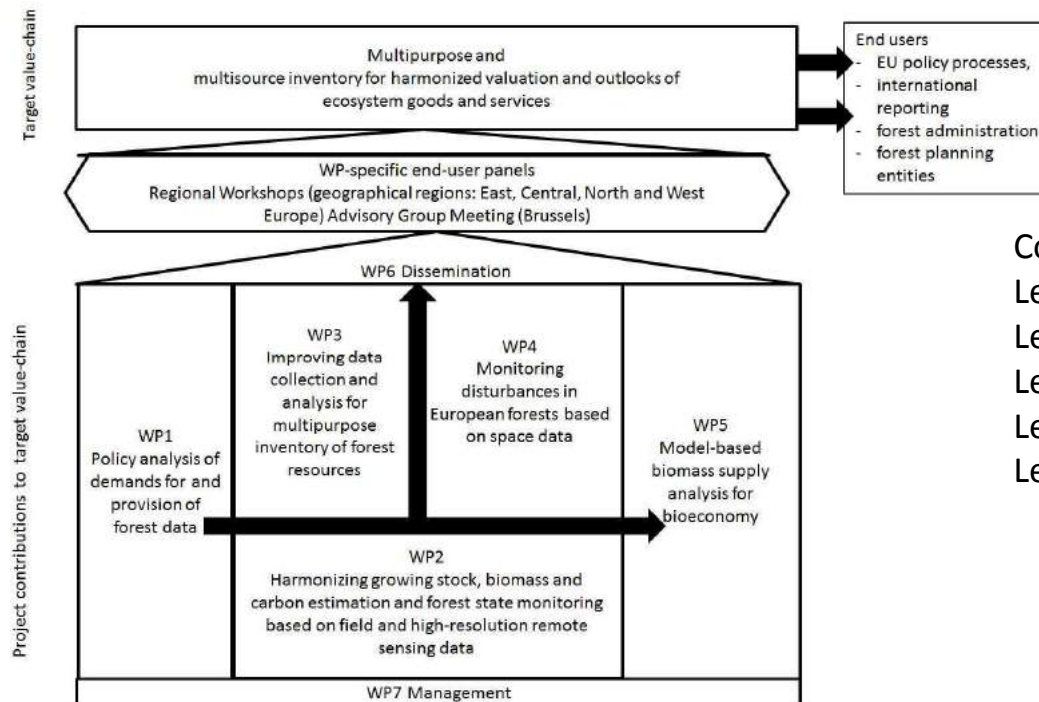 Target value-chain
Multipurpose and
multisource inventory for harmonized valuation and outlooks of
ecosystem goods and services
End users
- EU policy processes,
- international
reporting
- forest administration
- forest planning
entities
WP-specific end-user panels
Regional Workshops (geographical regions: East, Central, North and West
Europe) Advisory Group Meeting (Brussels)
Project contributions to target value-chain
WP6 Dissemination
WP1
Policy analysis of
demands for and
provision of
forest data
WP3
Improving data
collection and
analysis for
multipurpose
inventory of forest
resources
WP4
Monitoring
disturbances in
European forests based
on space data
WP5
Model-based
biomass supply
analysis for
bioeconomy
WP2
Harmonizing growing stock, biomass and
carbon estimation and forest state monitoring
based on field and high-resolution remote
sensing data
WP7 Management